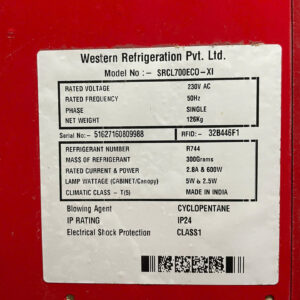 Western Refrigeration Pvt. Ltd.
Model No :- SRCL700ECO-XI
RATED VOLTAGE 230V AC
RATED FREQUENCY 50Hz
PHASE SINGLE
NET WEIGHT 126Kg
Serial No:- 51627160809988 RFID:- 32B446F1
REFRIGERANT NUMBER R744
MASS OF REFRIGERANT 300Grams
RATED CURRENT & POWER 2.8A & 600W
LAMP WATTAGE (CABINET/Canopy) 5W & 2.5W
CLIMATIC CLASS - T(5) MADE IN INDIA
Blowing Agent CYCLOPENTANE
IP RATING IP24
Electrical Shock Protection CLASS1